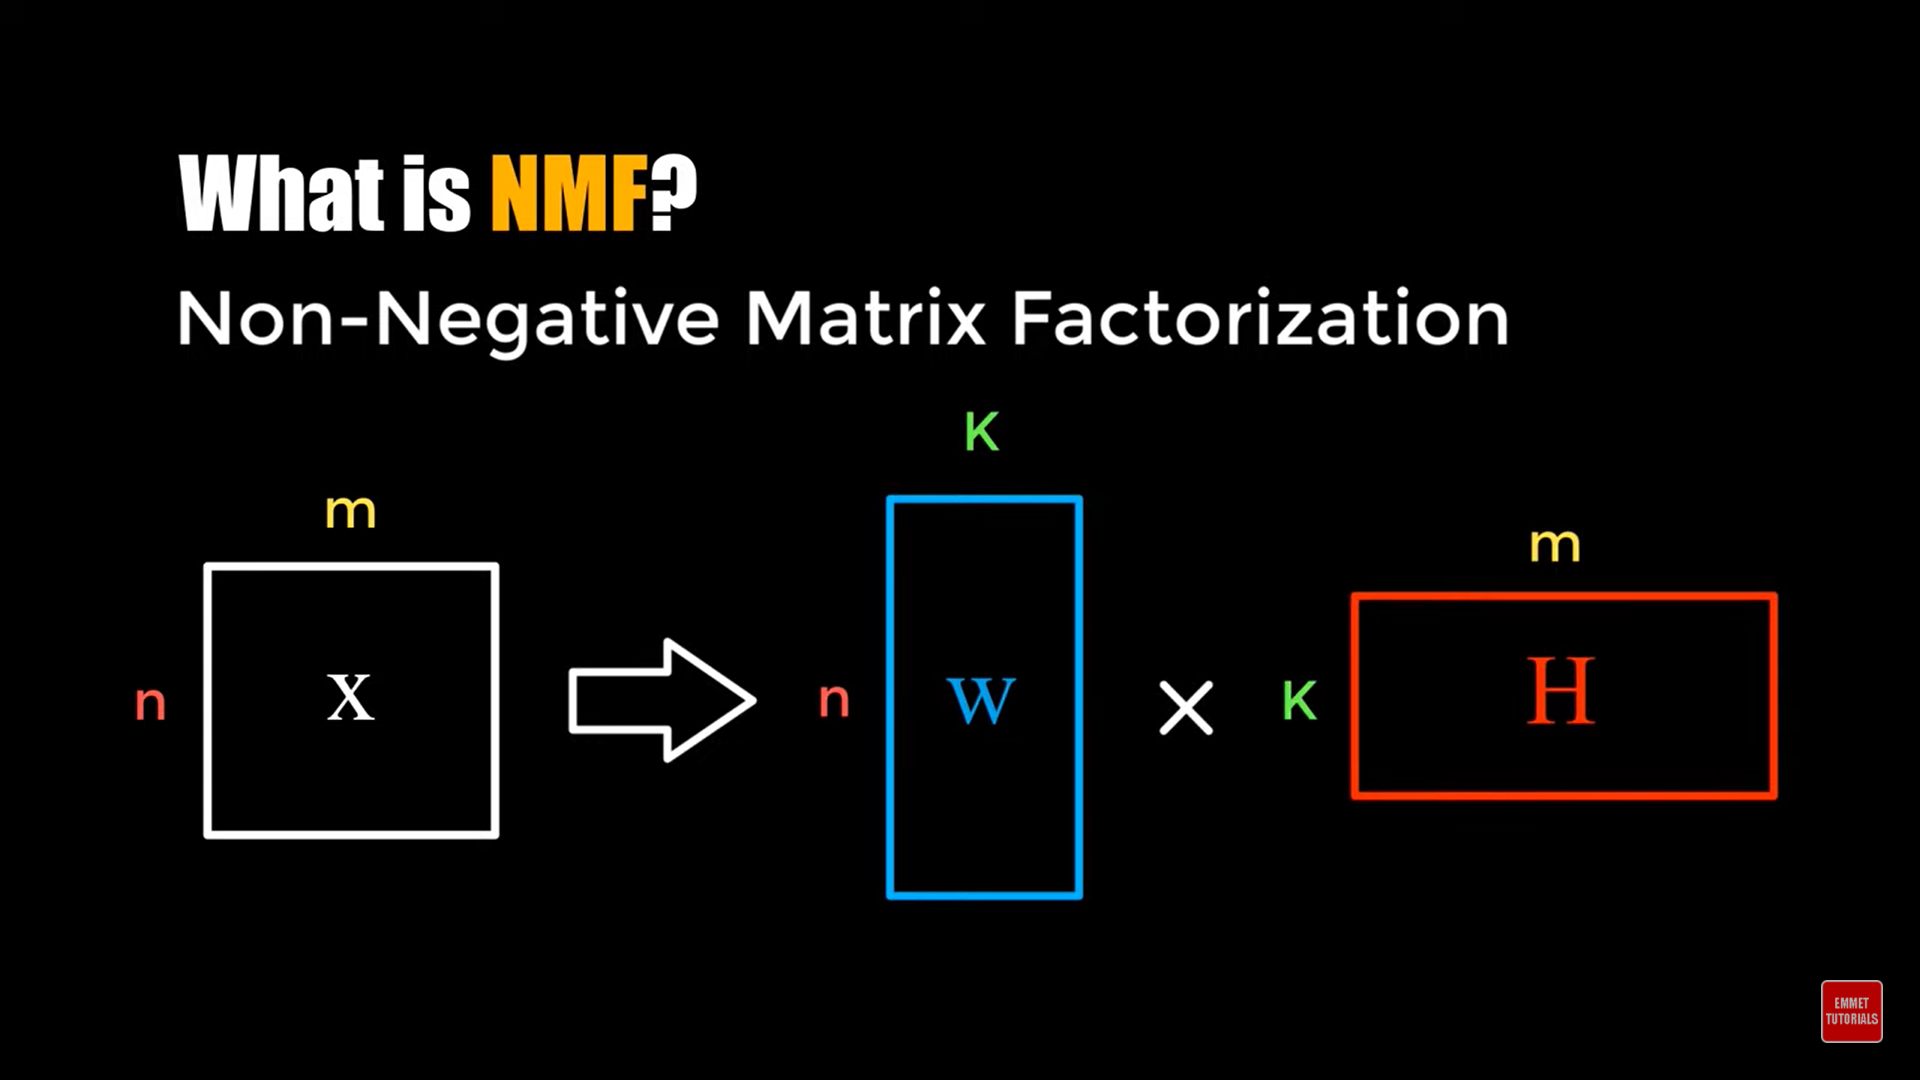 What is NMF?
Non-Negative Matrix Factorization
K
m
m
n
X
n
W
×
K
H
EMMET
TUTORIALS